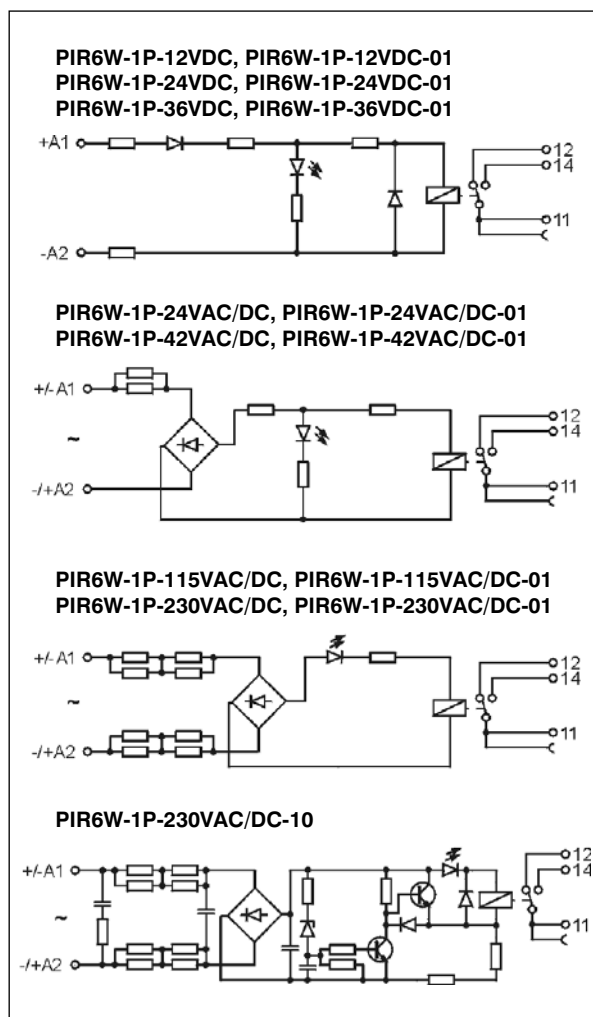 PIR6W-1P-12VDC, PIR6W-1P-12VDC-01
PIR6W-1P-24VDC, PIR6W-1P-24VDC-01
PIR6W-1P-36VDC, PIR6W-1P-36VDC-01
+A1
12
14
11
-A2
PIR6W-1P-24VAC/DC, PIR6W-1P-24VAC/DC-01
PIR6W-1P-42VAC/DC, PIR6W-1P-42VAC/DC-01
+/-A1
12
14
~
11
-/+A2
PIR6W-1P-115VAC/DC, PIR6W-1P-115VAC/DC-01
PIR6W-1P-230VAC/DC, PIR6W-1P-230VAC/DC-01
+/-A1
12
14
~
11
-/+A2
PIR6W-1P-230VAC/DC-10
12
+/-A1
14
~
11
-/+A2